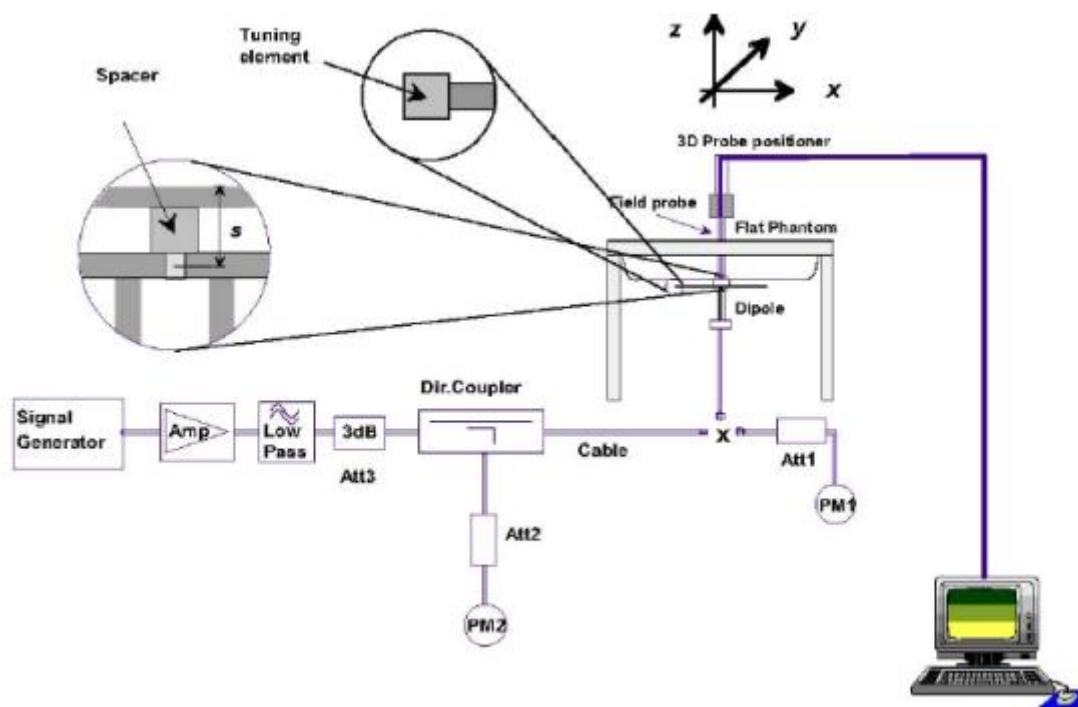 Tuning
element
Spacer
s
z
y
x
3D Probe positioner
Field probe
Flat Phantom
Dipole
Dir.Coupler
Signal
Generator
Amp
Low
Pass
3dB
Att3
Cable
x
Att1
PM1
Att2
PM2